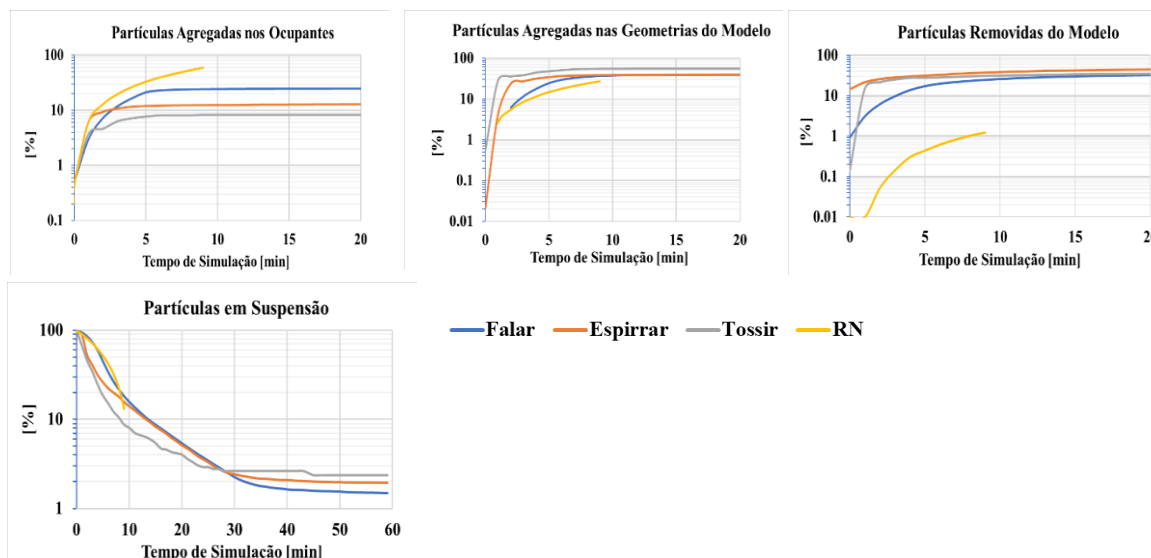 Partículas Agregadas nos Ocupantes
100
10
1
0.1
[%]
0 5 10 15 20
Tempo de Simulação [min]
Partículas Agregadas nas Geometrias do Modelo
100
10
1
0.1
0.01
[%]
0 5 10 15 20
Tempo de Simulação [min]
Partículas Removidas do Modelo
100
10
1
0.1
0.01
[%]
0 5 10 15 20
Tempo de Simulação [min]
Partículas em Suspensão
100
10
1
[%]
0 10 20 30 40 50 60
Tempo de Simulação [min]
Falar Espirrar Tossir RN